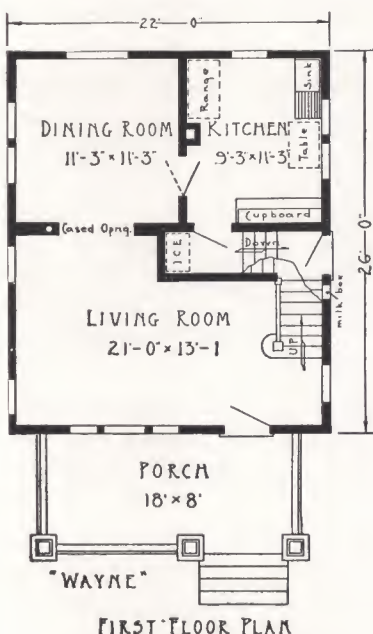 22'-0"
Range
Sink
DINING ROOM
11'-3" × 11'-3"
KITCHEN
9'-3" × 11'-3"
Table
Cupboard
Cased Opng.
ICE
Down
26'-0"
milk box
LIVING ROOM
21'-0" × 13'-1
UP
PORCH
18' × 8'
"WAYNE"
FIRST FLOOR PLAN